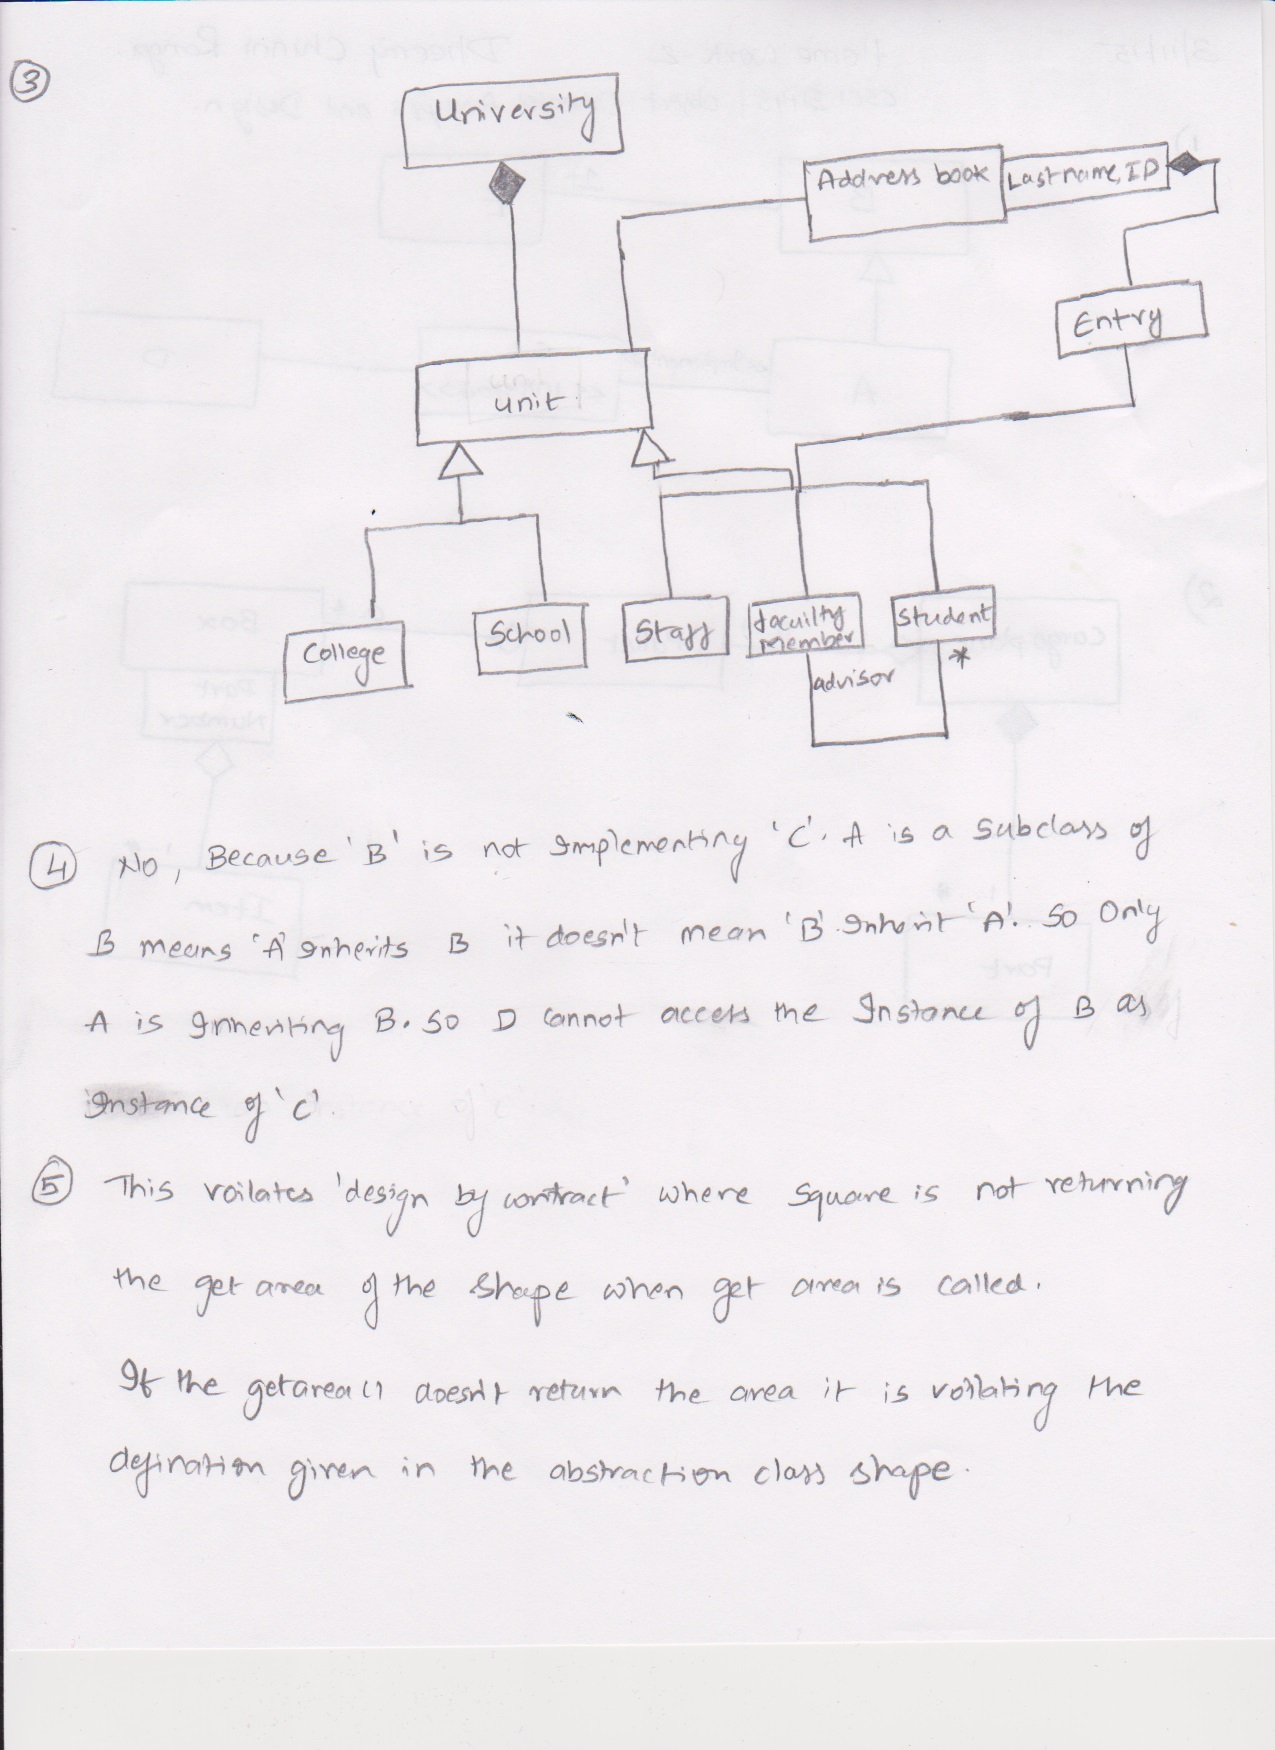 3
University
Address book
Lastname, ID
Entry
unit
College
School
Staff
facuilty
member
Student
advisor
*
4 No, Because 'B' is not Implementing 'C'. A is a subclass of
B means 'A' Inherits B it doesn't mean 'B' Inherit 'A'. So Only
A is Inheriting B. So D cannot access the Instance of B as
Instance of 'C'.
5 This voilates 'design by contract' where Square is not returning
the get area of the shape when get area is called.
If the getarea() doesn't return the area it is voilating the
defination given in the abstraction class shape.